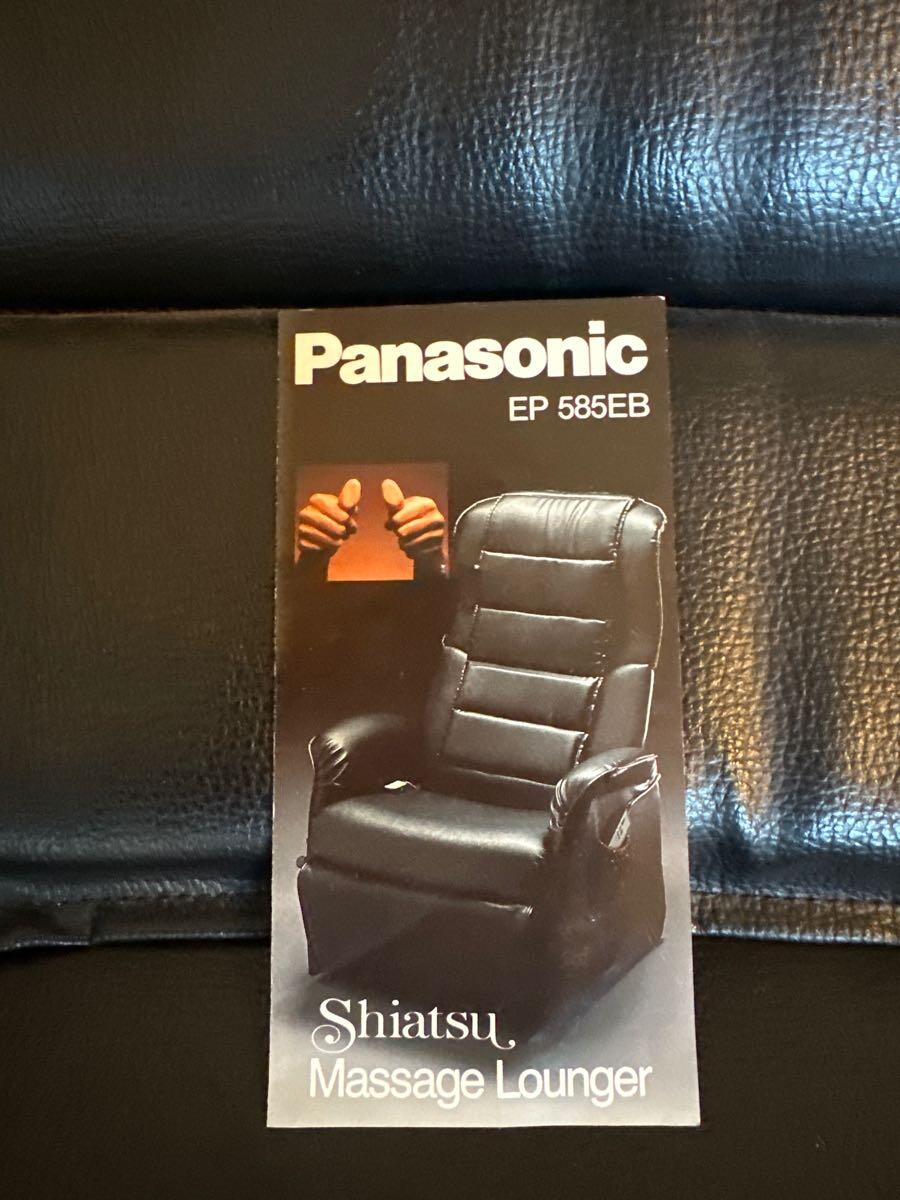 Panasonic
EP 585EB
Shiatsu
Massage Lounger